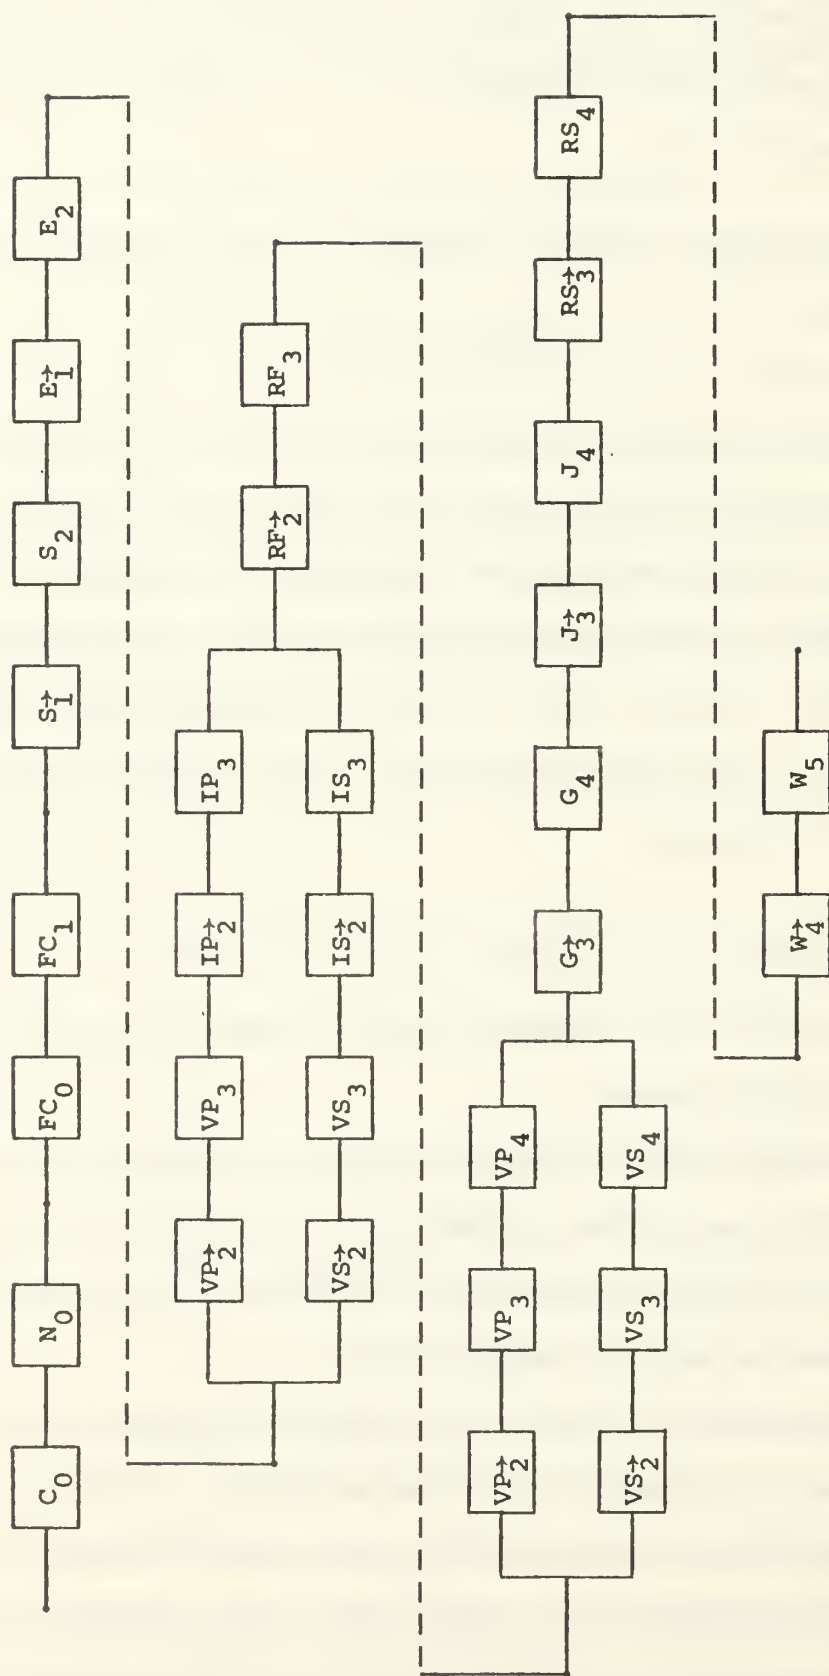 C₀ N₀ FC₀ FC₁ S→₁ S₂ E→₁ E₂
VP→₂ VP₃ IP→₂ IP₃
RF→₂ RF₃
VS→₂ VS₃ IS→₂ IS₃
VP→₂ VP₃ VP₄
G→₃ G₄ J→₃ J₄ RS→₃ RS₄
VS→₂ VS₃ VS₄
W→₄ W₅